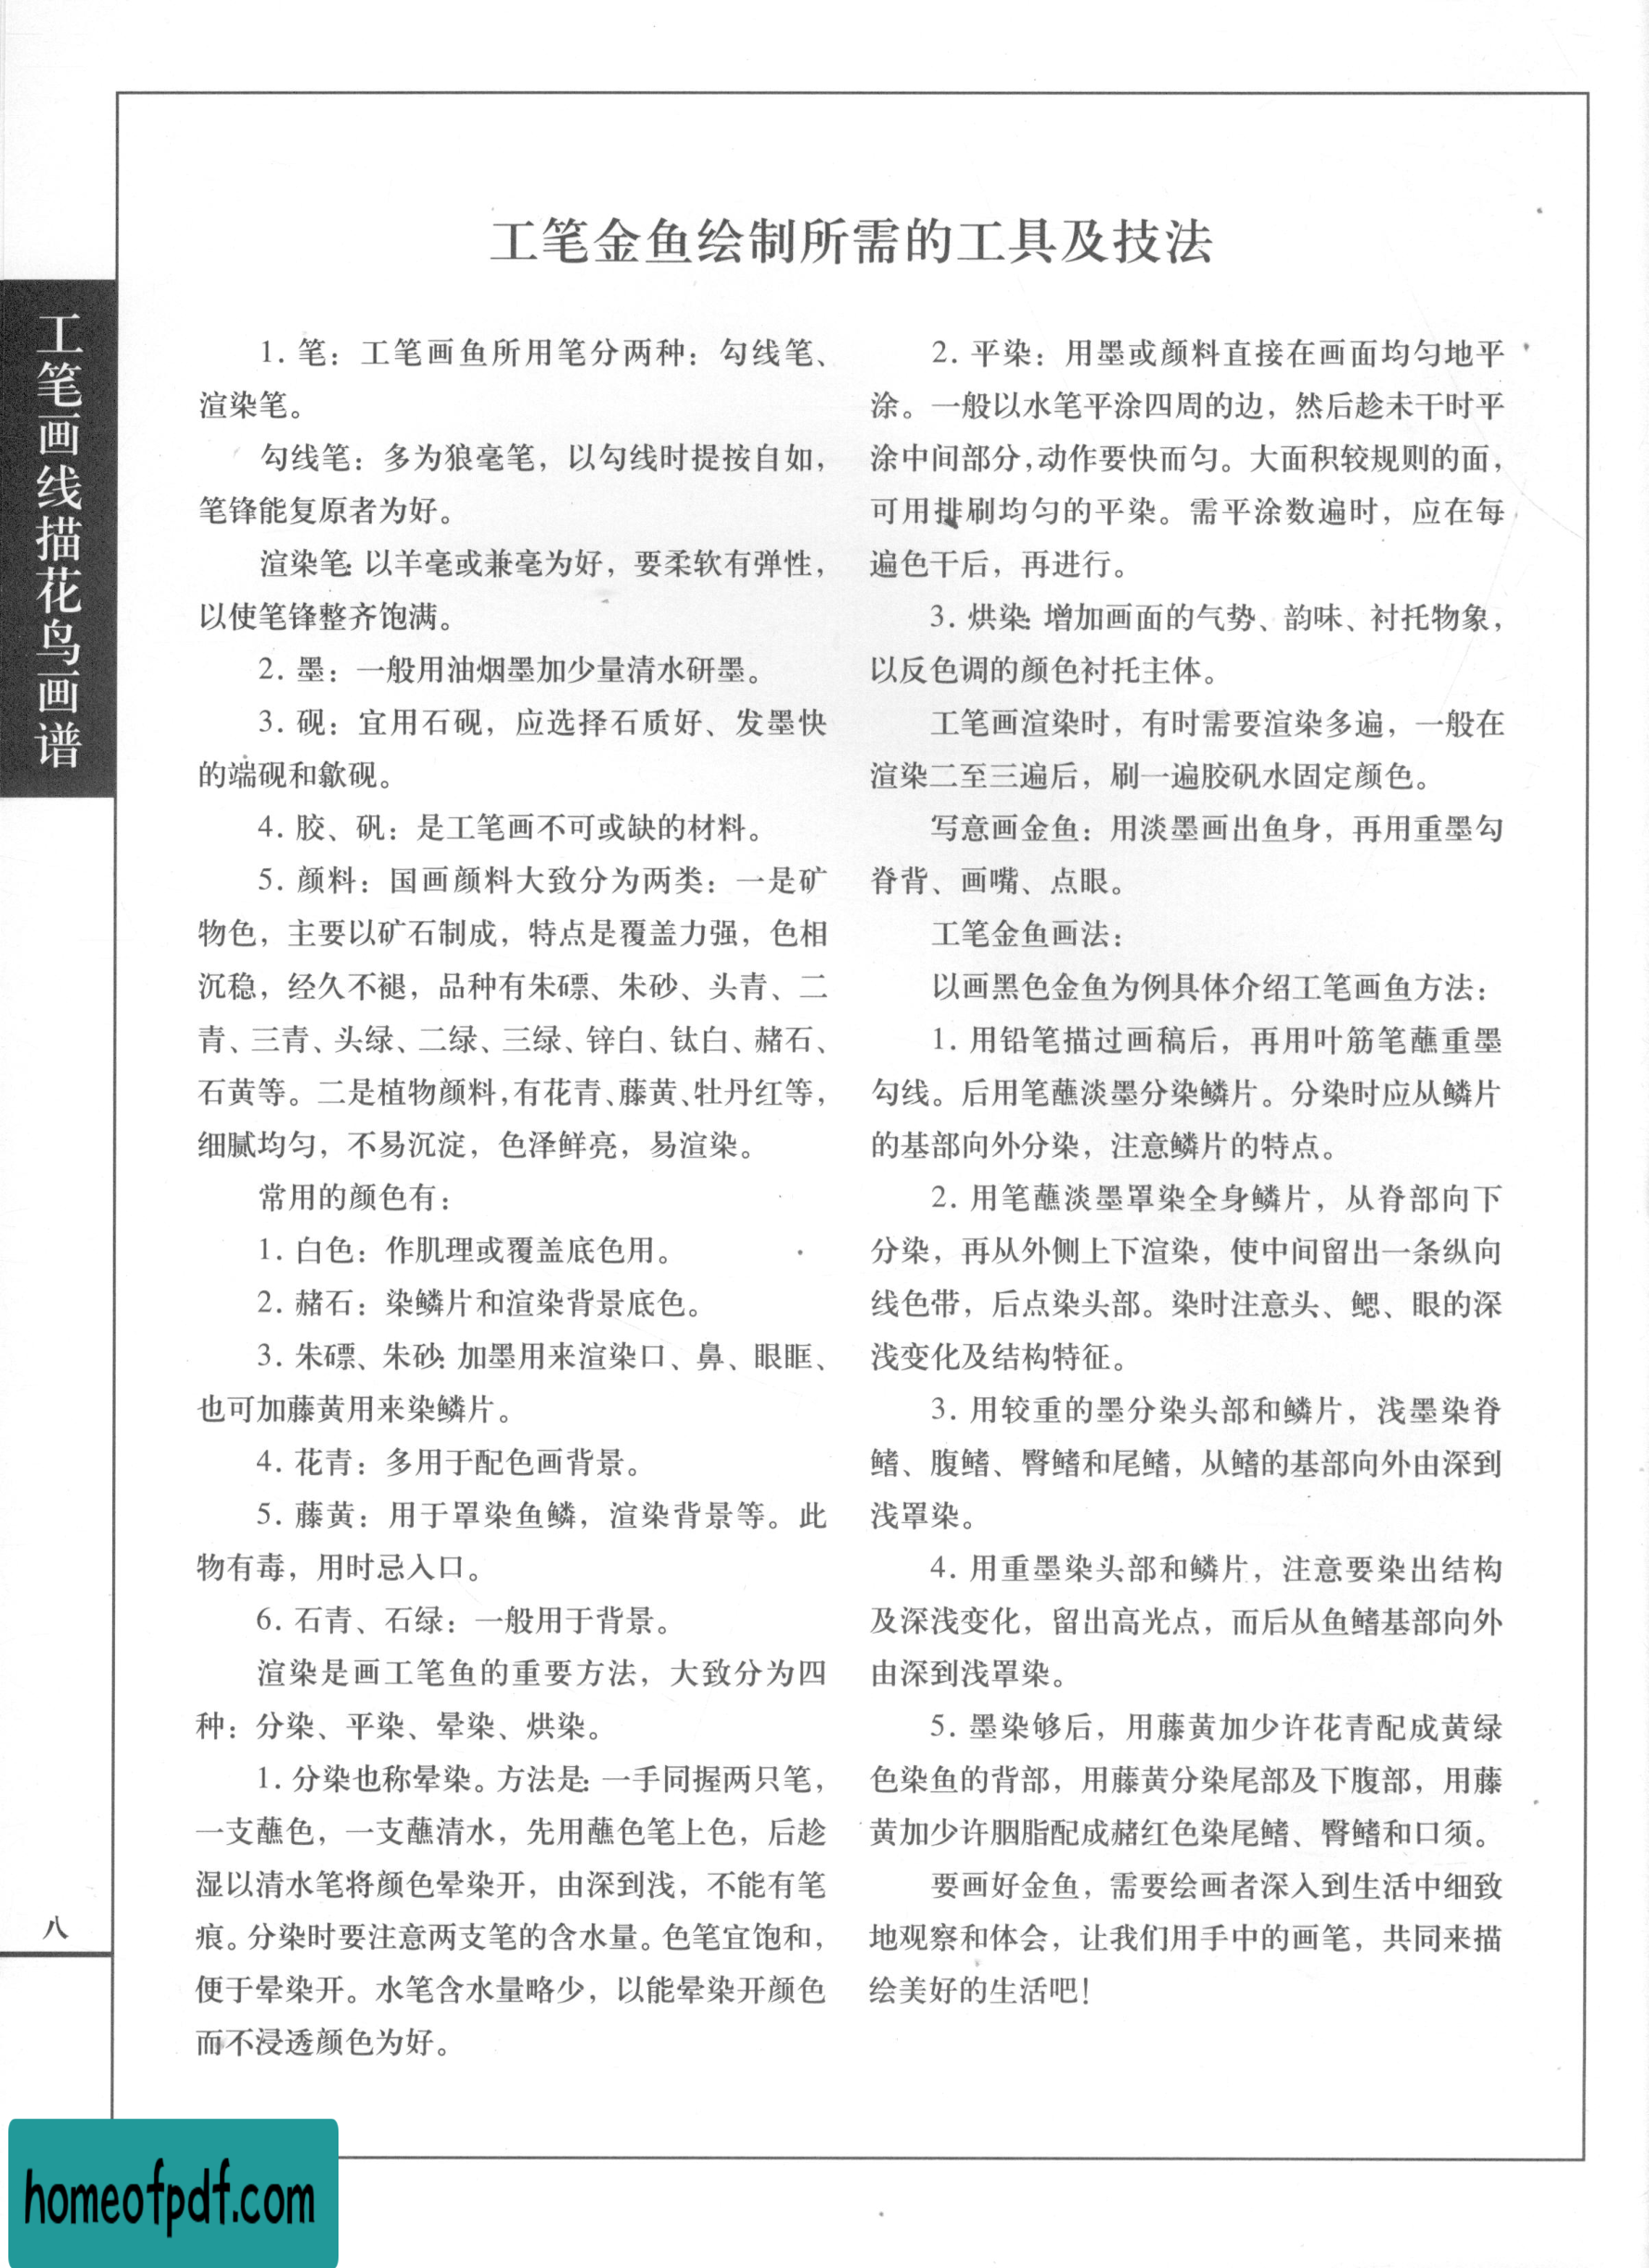 工笔画线描花鸟画谱
工笔金鱼绘制所需的工具及技法
1. 笔：工笔画鱼所用笔分两种：勾线笔、
渲染笔。
勾线笔：多为狼毫笔，以勾线时提按自如，
笔锋能复原者为好。
渲染笔：以羊毫或兼毫为好，要柔软有弹性，
以使笔锋整齐饱满。
2. 墨：一般用油烟墨加少量清水研墨。
3. 砚：宜用石砚，应选择石质好、发墨快
的端砚和歙砚。
4. 胶、矾：是工笔画不可或缺的材料。
5. 颜料：国画颜料大致分为两类：一是矿
物色，主要以矿石制成，特点是覆盖力强，色相
沉稳，经久不褪，品种有朱磦、朱砂、头青、二
青、三青、头绿、二绿、三绿、锌白、钛白、赭石、
石黄等。二是植物颜料，有花青、藤黄、牡丹红等，
细腻均匀，不易沉淀，色泽鲜亮，易渲染。
常用的颜色有：
1. 白色：作肌理或覆盖底色用。
2. 赭石：染鳞片和渲染背景底色。
3. 朱磦、朱砂：加墨用来渲染口、鼻、眼眶、
也可加藤黄用来染鳞片。
4. 花青：多用于配色画背景。
5. 藤黄：用于罩染鱼鳞，渲染背景等。此
物有毒，用时忌入口。
6. 石青、石绿：一般用于背景。
渲染是画工笔鱼的重要方法，大致分为四
种：分染、平染、晕染、烘染。
1. 分染也称晕染。方法是：一手同握两只笔，
一支蘸色，一支蘸清水，先用蘸色笔上色，后趁
湿以清水笔将颜色晕染开，由深到浅，不能有笔
痕。分染时要注意两支笔的含水量。色笔宜饱和，
便于晕染开。水笔含水量略少，以能晕染开颜色
而不浸透颜色为好。
2. 平染：用墨或颜料直接在画面均匀地平
涂。一般以水笔平涂四周的边，然后趁未干时平
涂中间部分，动作要快而匀。大面积较规则的面，
可用排刷均匀的平染。需平涂数遍时，应在每
遍色干后，再进行。
3. 烘染：增加画面的气势、韵味、衬托物象，
以反色调的颜色衬托主体。
工笔画渲染时，有时需要渲染多遍，一般在
渲染二至三遍后，刷一遍胶矾水固定颜色。
写意画金鱼：用淡墨画出鱼身，再用重墨勾
脊背、画嘴、点眼。
工笔金鱼画法：
以画黑色金鱼为例具体介绍工笔画鱼方法：
1. 用铅笔描过画稿后，再用叶筋笔蘸重墨
勾线。后用笔蘸淡墨分染鳞片。分染时应从鳞片
的基部向外分染，注意鳞片的特点。
2. 用笔蘸淡墨罩染全身鳞片，从脊部向下
分染，再从外侧上下渲染，使中间留出一条纵向
线色带，后点染头部。染时注意头、鳃、眼的深
浅变化及结构特征。
3. 用较重的墨分染头部和鳞片，浅墨染脊
鳍、腹鳍、臀鳍和尾鳍，从鳍的基部向外由深到
浅罩染。
4. 用重墨染头部和鳞片，注意要染出结构
及深浅变化，留出高光点，而后从鱼鳍基部向外
由深到浅罩染。
5. 墨染够后，用藤黄加少许花青配成黄绿
色染鱼的背部，用藤黄分染尾部及下腹部，用藤
黄加少许胭脂配成赭红色染尾鳍、臀鳍和口须。
要画好金鱼，需要绘画者深入到生活中细致
地观察和体会，让我们用手中的画笔，共同来描
绘美好的生活吧！
八
homeofpdf.com